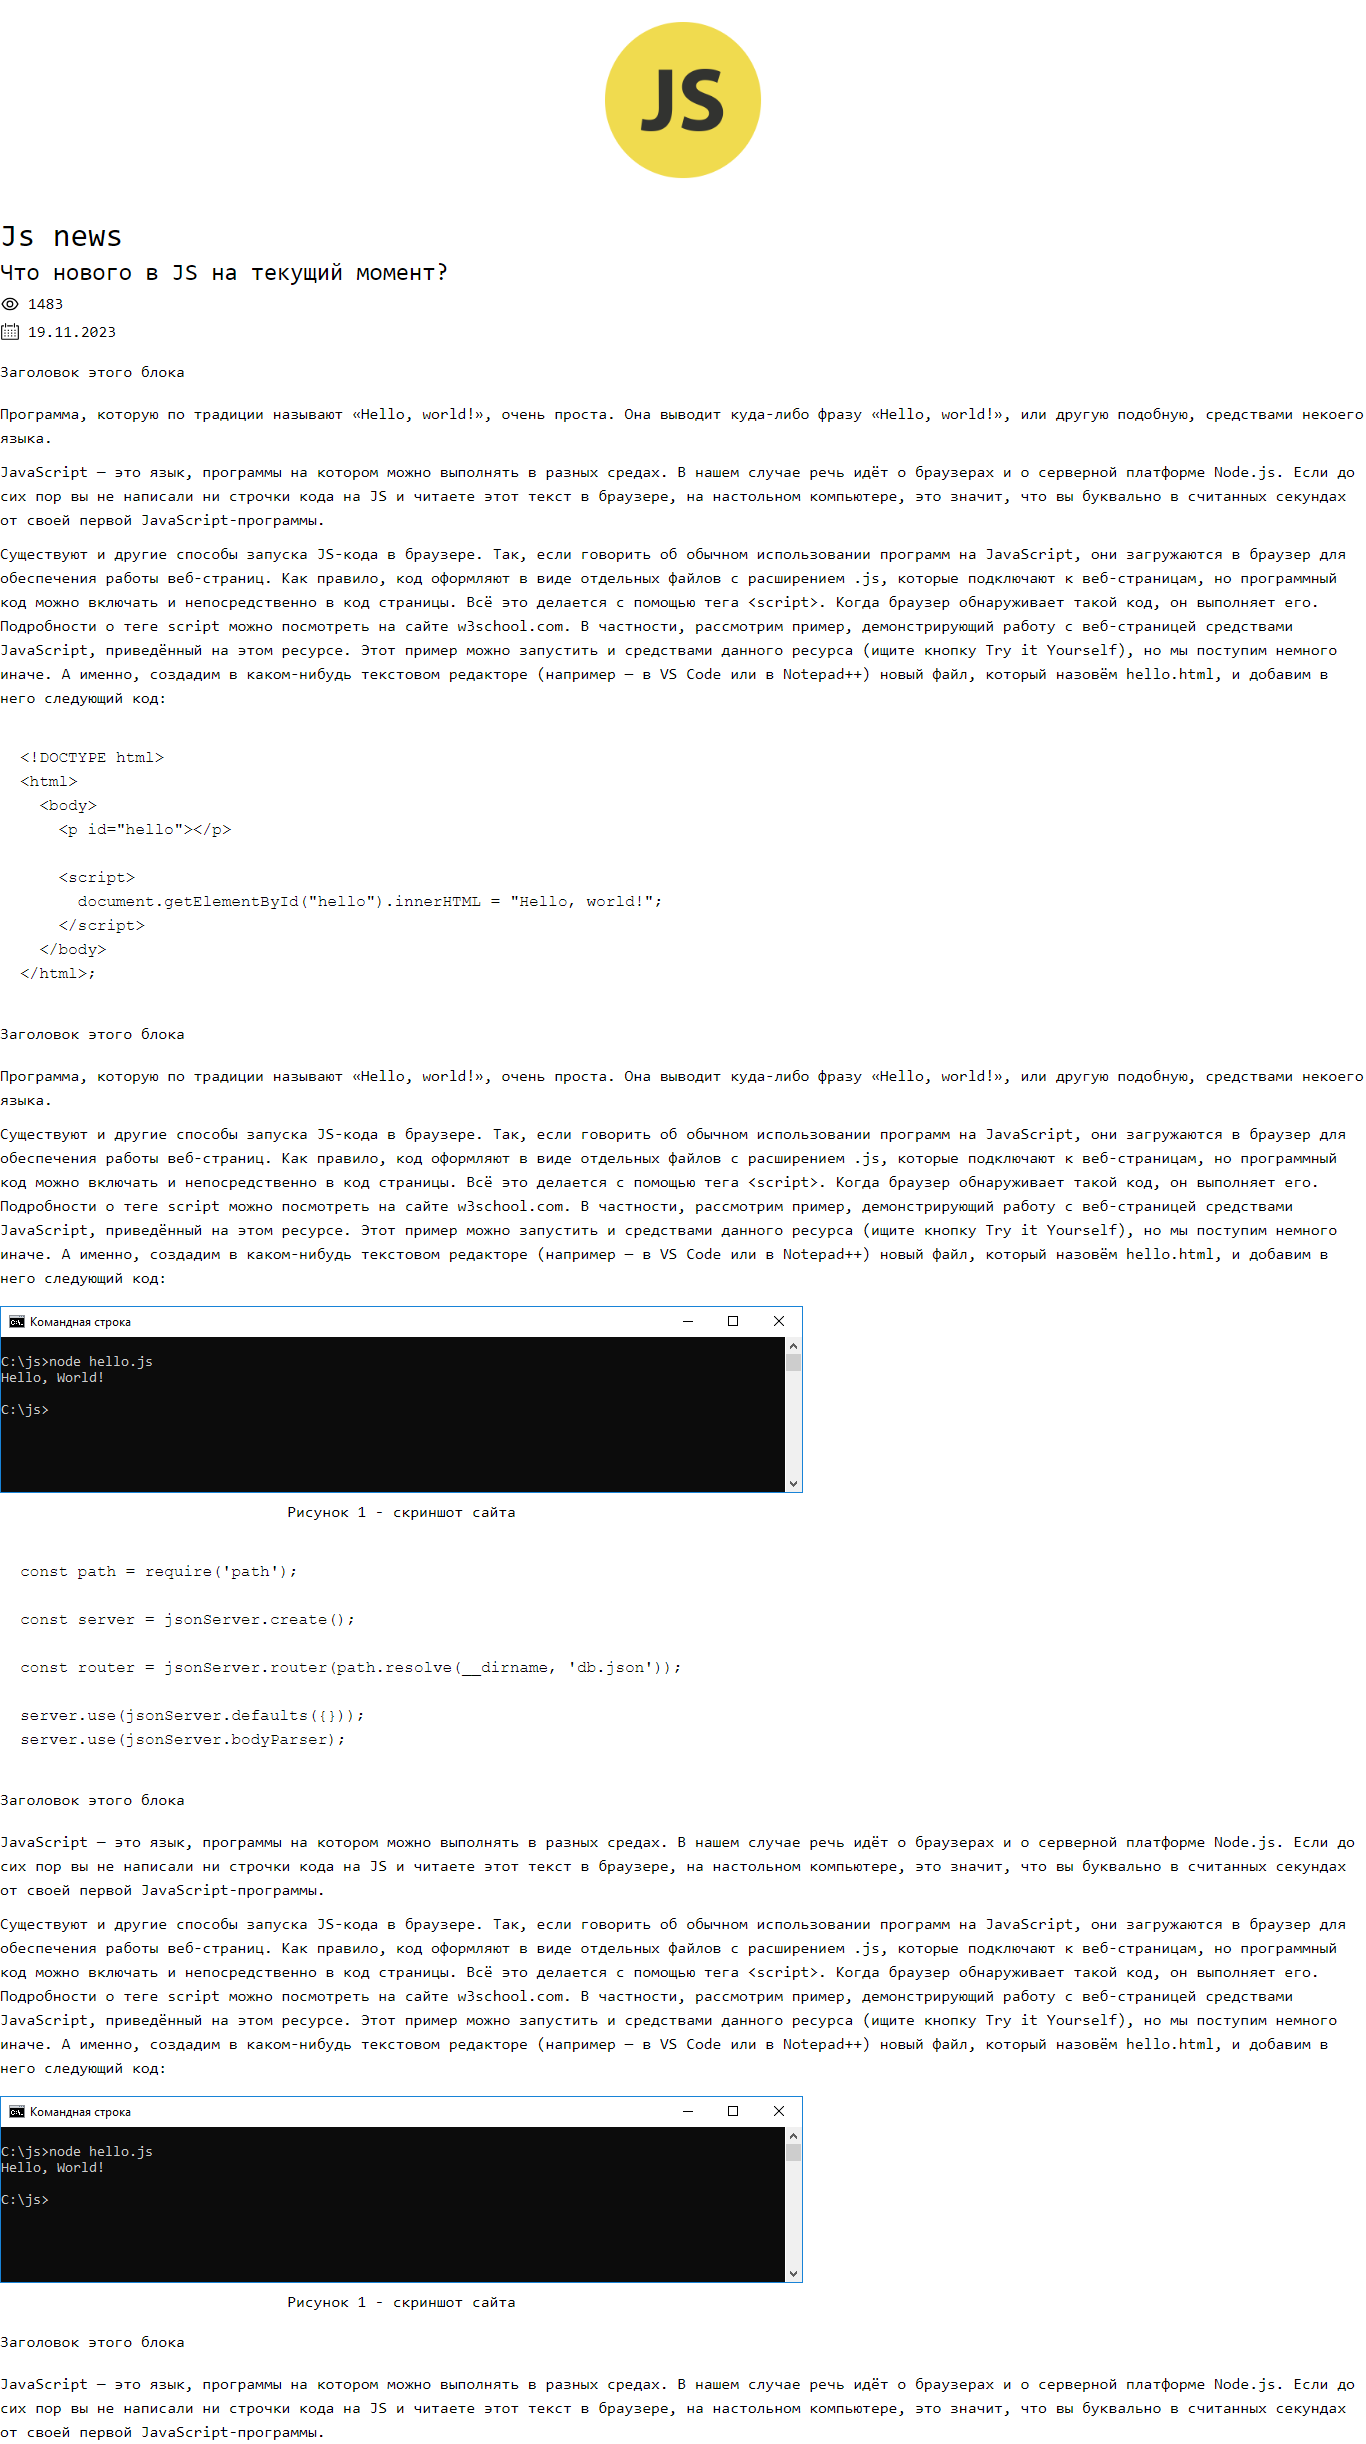 JS
Js news
Что нового в JS на текущий момент?
1483
19.11.2023
Заголовок этого блока
Программа, которую по традиции называют «Hello, world!», очень проста. Она выводит куда-либо фразу «Hello, world!», или другую подобную, средствами некоего
языка.
JavaScript — это язык, программы на котором можно выполнять в разных средах. В нашем случае речь идёт о браузерах и о серверной платформе Node.js. Если до
сих пор вы не написали ни строчки кода на JS и читаете этот текст в браузере, на настольном компьютере, это значит, что вы буквально в считанных секундах
от своей первой JavaScript-программы.
Существуют и другие способы запуска JS-кода в браузере. Так, если говорить об обычном использовании программ на JavaScript, они загружаются в браузер для
обеспечения работы веб-страниц. Как правило, код оформляют в виде отдельных файлов с расширением .js, которые подключают к веб-страницам, но программный
код можно включать и непосредственно в код страницы. Всё это делается с помощью тега <script>. Когда браузер обнаруживает такой код, он выполняет его.
Подробности о теге script можно посмотреть на сайте w3school.com. В частности, рассмотрим пример, демонстрирующий работу с веб-страницей средствами
JavaScript, приведённый на этом ресурсе. Этот пример можно запустить и средствами данного ресурса (ищите кнопку Try it Yourself), но мы поступим немного
иначе. А именно, создадим в каком-нибудь текстовом редакторе (например — в VS Code или в Notepad++) новый файл, который назовём hello.html, и добавим в
него следующий код:
<!DOCTYPE html>
<html>
<body>
<p id="hello"></p>
<script>
document.getElementById("hello").innerHTML = "Hello, world!";
</script>
</body>
</html>;
Заголовок этого блока
Программа, которую по традиции называют «Hello, world!», очень проста. Она выводит куда-либо фразу «Hello, world!», или другую подобную, средствами некоего
языка.
Существуют и другие способы запуска JS-кода в браузере. Так, если говорить об обычном использовании программ на JavaScript, они загружаются в браузер для
обеспечения работы веб-страниц. Как правило, код оформляют в виде отдельных файлов с расширением .js, которые подключают к веб-страницам, но программный
код можно включать и непосредственно в код страницы. Всё это делается с помощью тега <script>. Когда браузер обнаруживает такой код, он выполняет его.
Подробности о теге script можно посмотреть на сайте w3school.com. В частности, рассмотрим пример, демонстрирующий работу с веб-страницей средствами
JavaScript, приведённый на этом ресурсе. Этот пример можно запустить и средствами данного ресурса (ищите кнопку Try it Yourself), но мы поступим немного
иначе. А именно, создадим в каком-нибудь текстовом редакторе (например — в VS Code или в Notepad++) новый файл, который назовём hello.html, и добавим в
него следующий код:
Командная строка
C:\js>node hello.js
Hello, World!
C:\js>
Рисунок 1 - скриншот сайта
const path = require('path');
const server = jsonServer.create();
const router = jsonServer.router(path.resolve(__dirname, 'db.json'));
server.use(jsonServer.defaults({}));
server.use(jsonServer.bodyParser);
Заголовок этого блока
JavaScript — это язык, программы на котором можно выполнять в разных средах. В нашем случае речь идёт о браузерах и о серверной платформе Node.js. Если до
сих пор вы не написали ни строчки кода на JS и читаете этот текст в браузере, на настольном компьютере, это значит, что вы буквально в считанных секундах
от своей первой JavaScript-программы.
Существуют и другие способы запуска JS-кода в браузере. Так, если говорить об обычном использовании программ на JavaScript, они загружаются в браузер для
обеспечения работы веб-страниц. Как правило, код оформляют в виде отдельных файлов с расширением .js, которые подключают к веб-страницам, но программный
код можно включать и непосредственно в код страницы. Всё это делается с помощью тега <script>. Когда браузер обнаруживает такой код, он выполняет его.
Подробности о теге script можно посмотреть на сайте w3school.com. В частности, рассмотрим пример, демонстрирующий работу с веб-страницей средствами
JavaScript, приведённый на этом ресурсе. Этот пример можно запустить и средствами данного ресурса (ищите кнопку Try it Yourself), но мы поступим немного
иначе. А именно, создадим в каком-нибудь текстовом редакторе (например — в VS Code или в Notepad++) новый файл, который назовём hello.html, и добавим в
него следующий код:
Командная строка
C:\js>node hello.js
Hello, World!
C:\js>
Рисунок 1 - скриншот сайта
Заголовок этого блока
JavaScript — это язык, программы на котором можно выполнять в разных средах. В нашем случае речь идёт о браузерах и о серверной платформе Node.js. Если до
сих пор вы не написали ни строчки кода на JS и читаете этот текст в браузере, на настольном компьютере, это значит, что вы буквально в считанных секундах
от своей первой JavaScript-программы.